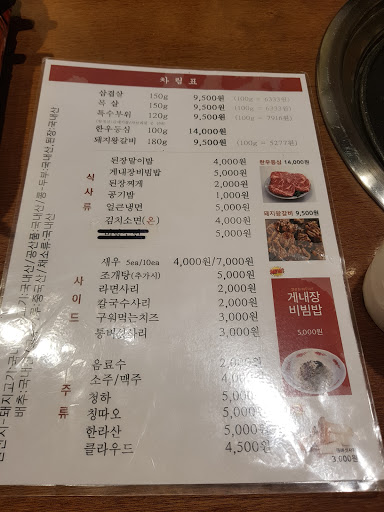 차림표
삼겹살 150g 9,500원 (100g = 6333원)
목살 150g 9,500원 (100g = 6333원)
특수부위 120g 9,500원 (100g = 7916원)
한우등심 100g 14,000원
돼지왕갈비 180g 9,500원 (100g = 5277원)
식사류
된장말이밥 4,000원
게내장비빔밥 5,000원
된장찌개 2,000원
공기밥 1,000원
얼큰냉면 5,000원
김치소면(온) 4,000원
5,000원
한우등심 14,000원
돼지왕갈비 9,500원
사이드
새우 5ea/10ea 4,000원/7,000원
조개탕(추가시) 5,000원
라면사리 2,000원
칼국수사리 2,000원
구워먹는치즈 3,000원
통버섯사리 3,000원
게내장
비빔밥
5,000원
주류
음료수 2,000
소주/맥주 4,000
청하 5,000
칭따오 5,000원
한라산 5,000원
클라우드 4,500원
3,000원